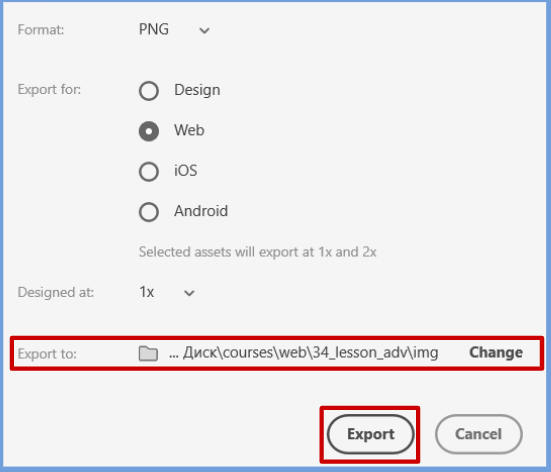 Format: PNG
Export for: Design
Web
iOS
Android
Selected assets will export at 1x and 2x
Designed at: 1x
Export to: ... Диск\courses\web\34_lesson_adv\img Change
Export Cancel